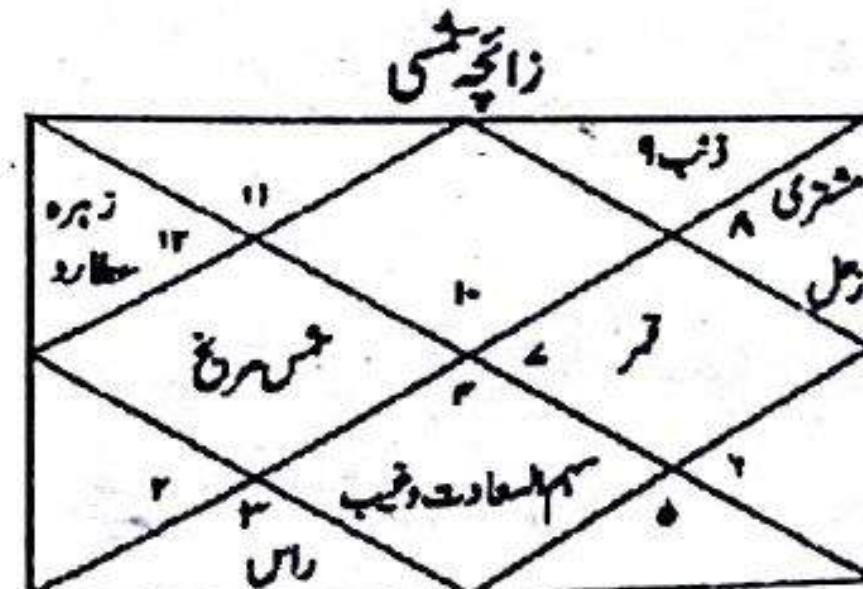 زائچہ شمسی
ذنب ۹
مشتری
۸
زحل
۱۱
زہرہ
۱۲
عطارد
۱۰
شمس مریخ
۷
قمر
۴
سہم السعادت و غیب
۲
۳
راس
۵
۶